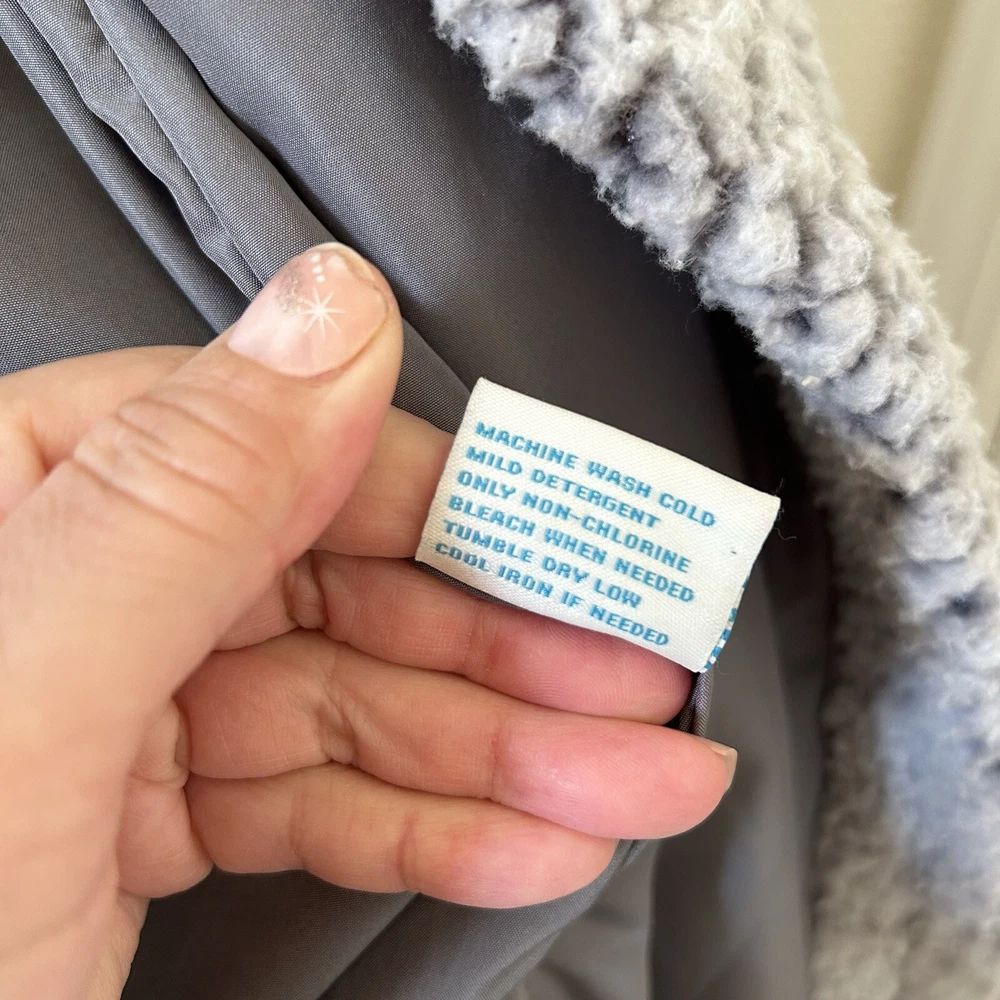 MACHINE WASH COLD
MILD DETERGENT
ONLY NON-CHLORINE
BLEACH WHEN NEEDED
TUMBLE DRY LOW
COOL IRON IF NEEDED